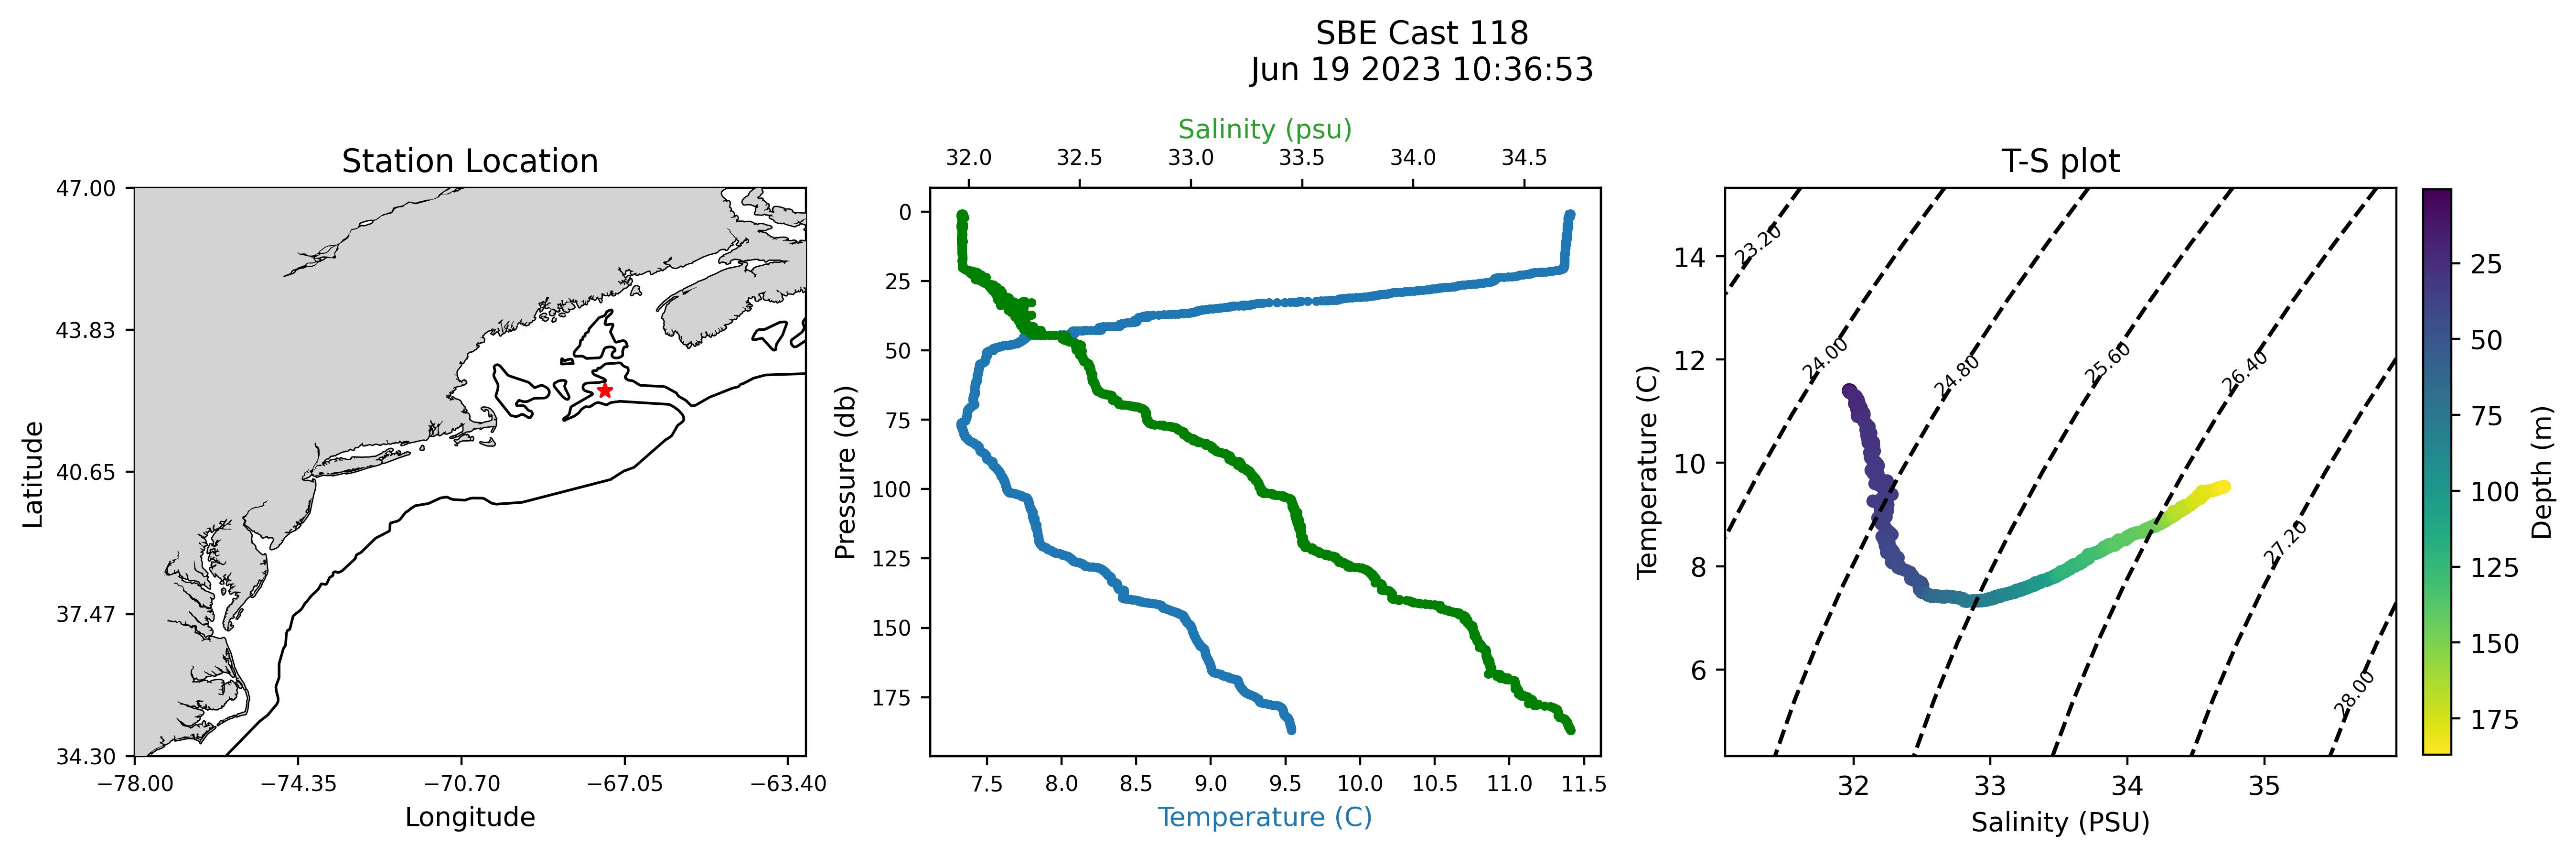 SBE Cast 118
Jun 19 2023 10:36:53
Station Location
47.00
43.83
40.65
37.47
34.30
Latitude
−78.00 −74.35 −70.70 −67.05 −63.40
Longitude
Salinity (psu)
32.0 32.5 33.0 33.5 34.0 34.5
0
25
50
75
100
125
150
175
Pressure (db)
7.5 8.0 8.5 9.0 9.5 10.0 10.5 11.0 11.5
Temperature (C)
T-S plot
14
12
10
8
6
Temperature (C)
23.20
24.00
24.80
25.60
26.40
27.20
28.00
32 33 34 35
Salinity (PSU)
25
50
75
100
125
150
175
Depth (m)